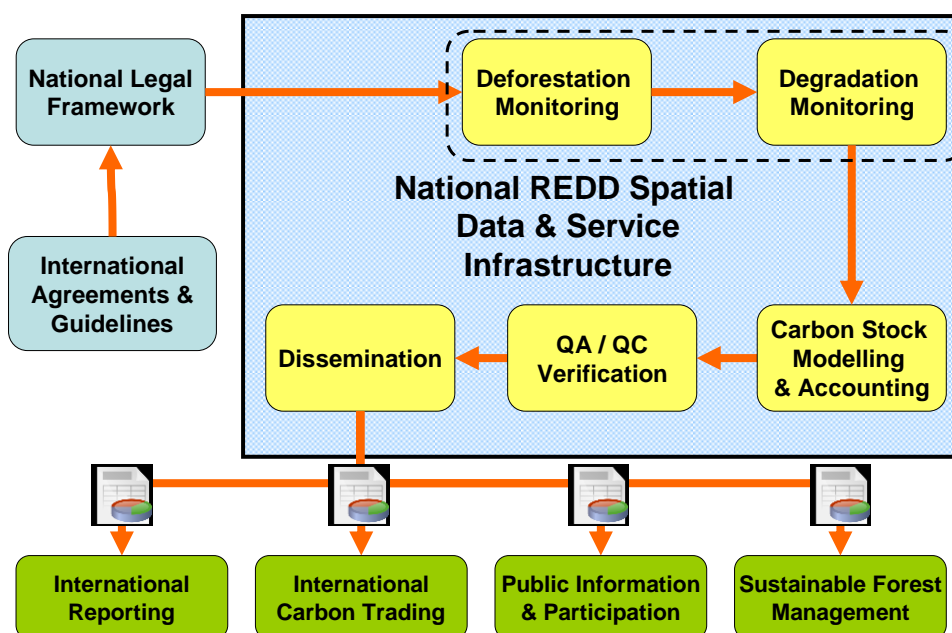 National Legal
Framework
Deforestation
Monitoring
Degradation
Monitoring
National REDD Spatial
Data & Service
Infrastructure
International
Agreements &
Guidelines
Dissemination
QA / QC
Verification
Carbon Stock
Modelling
& Accounting
International
Reporting
International
Carbon Trading
Public Information
& Participation
Sustainable Forest
Management